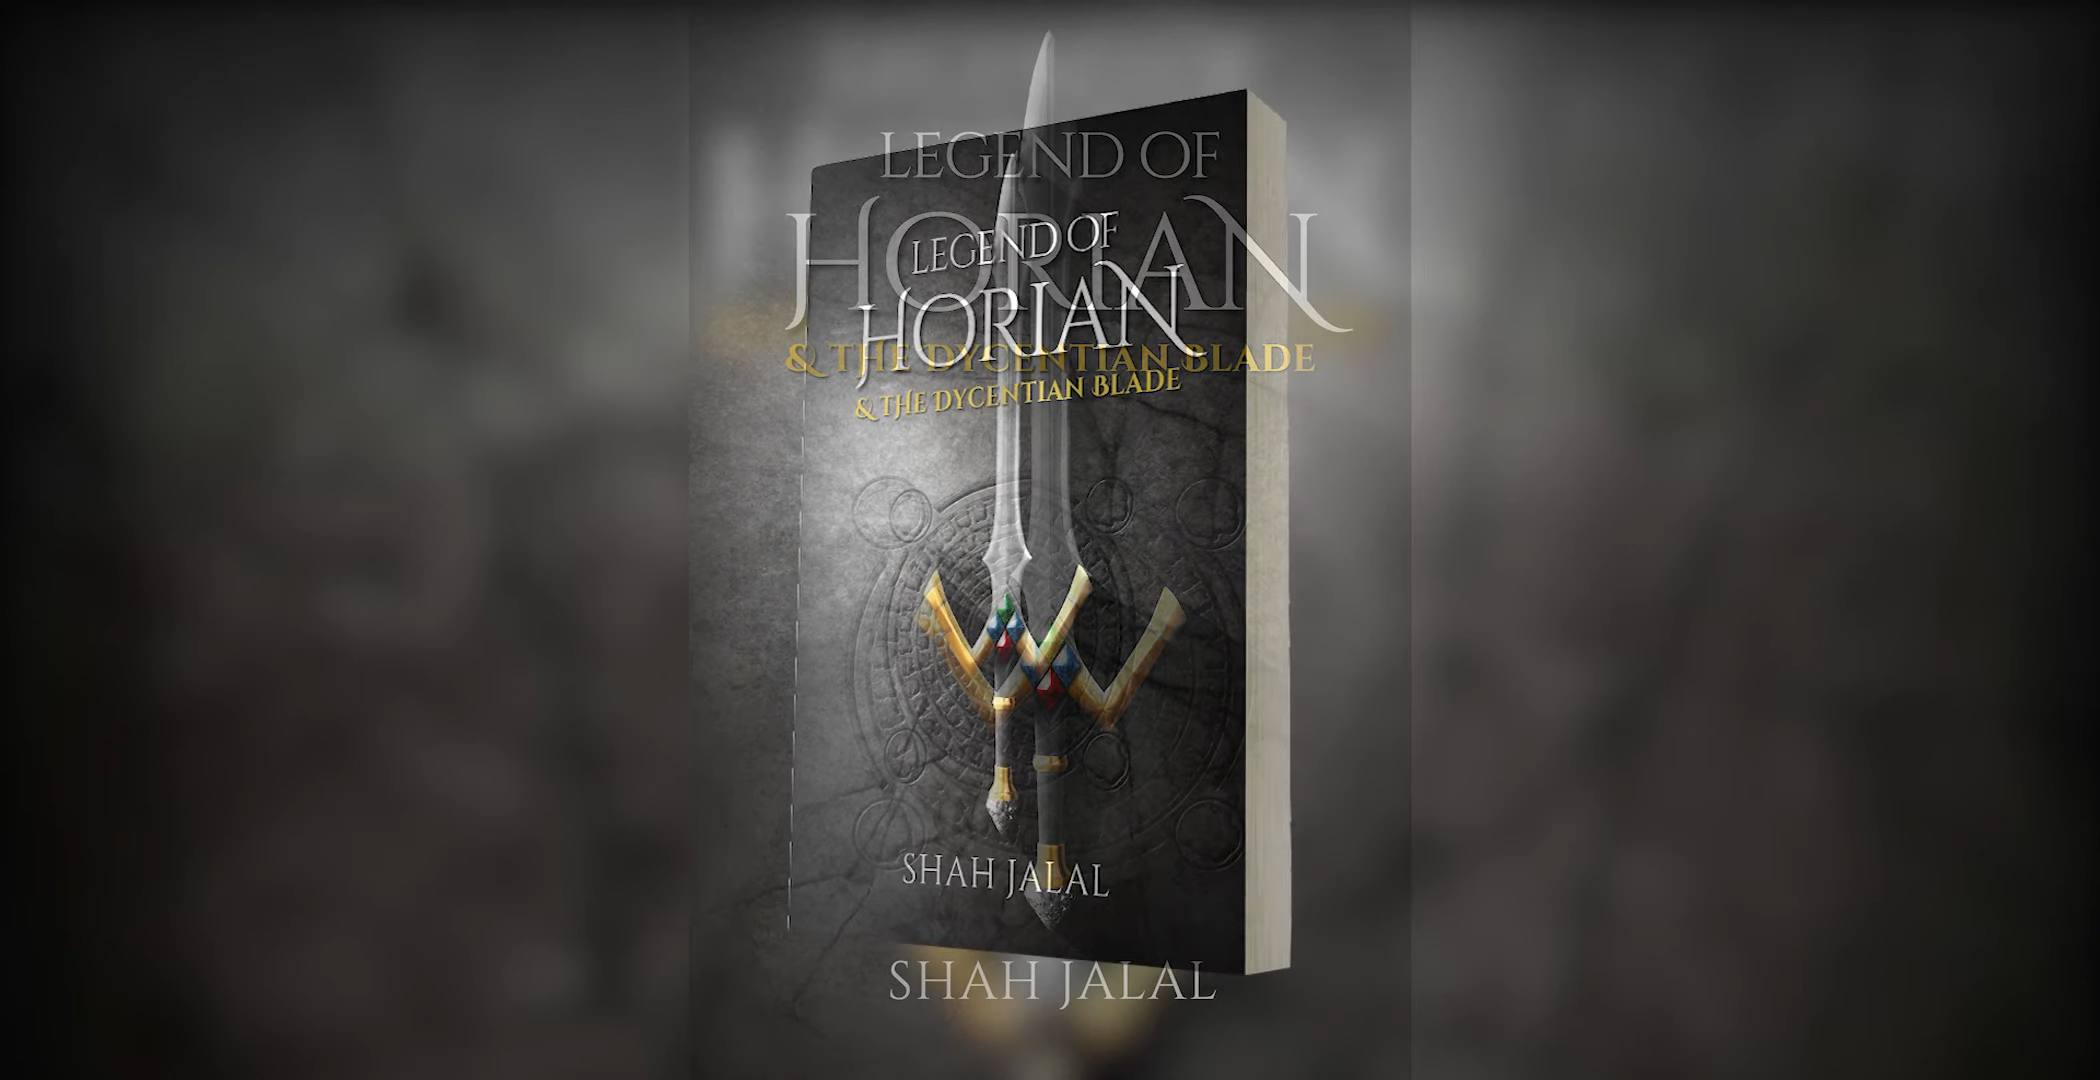 LEGEND OF
HORIAN
& THE DYCENTIAN BLADE
SHAH JALAL
LEGEND OF
HORIAN
& THE DYCENTIAN BLADE
SHAH JALAL